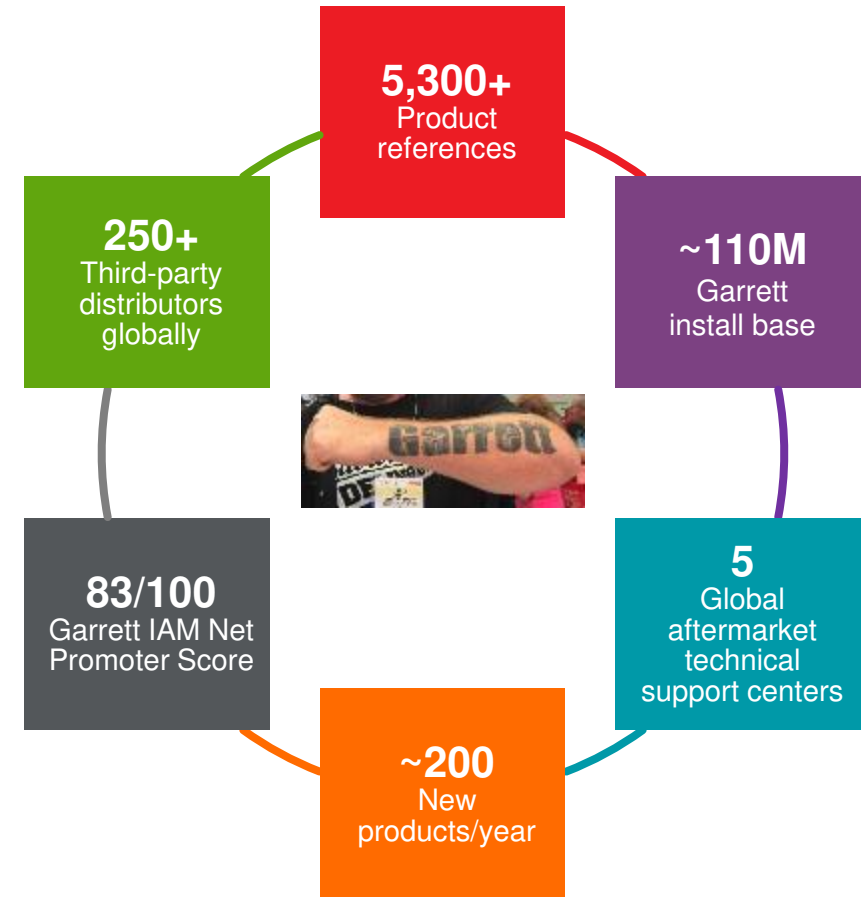 5,300+
Product
references
~110M
Garrett
install base
5
Global
aftermarket
technical
support centers
~200
New
products/year
83/100
Garrett IAM Net
Promoter Score
250+
Third-party
distributors
globally
Garrett